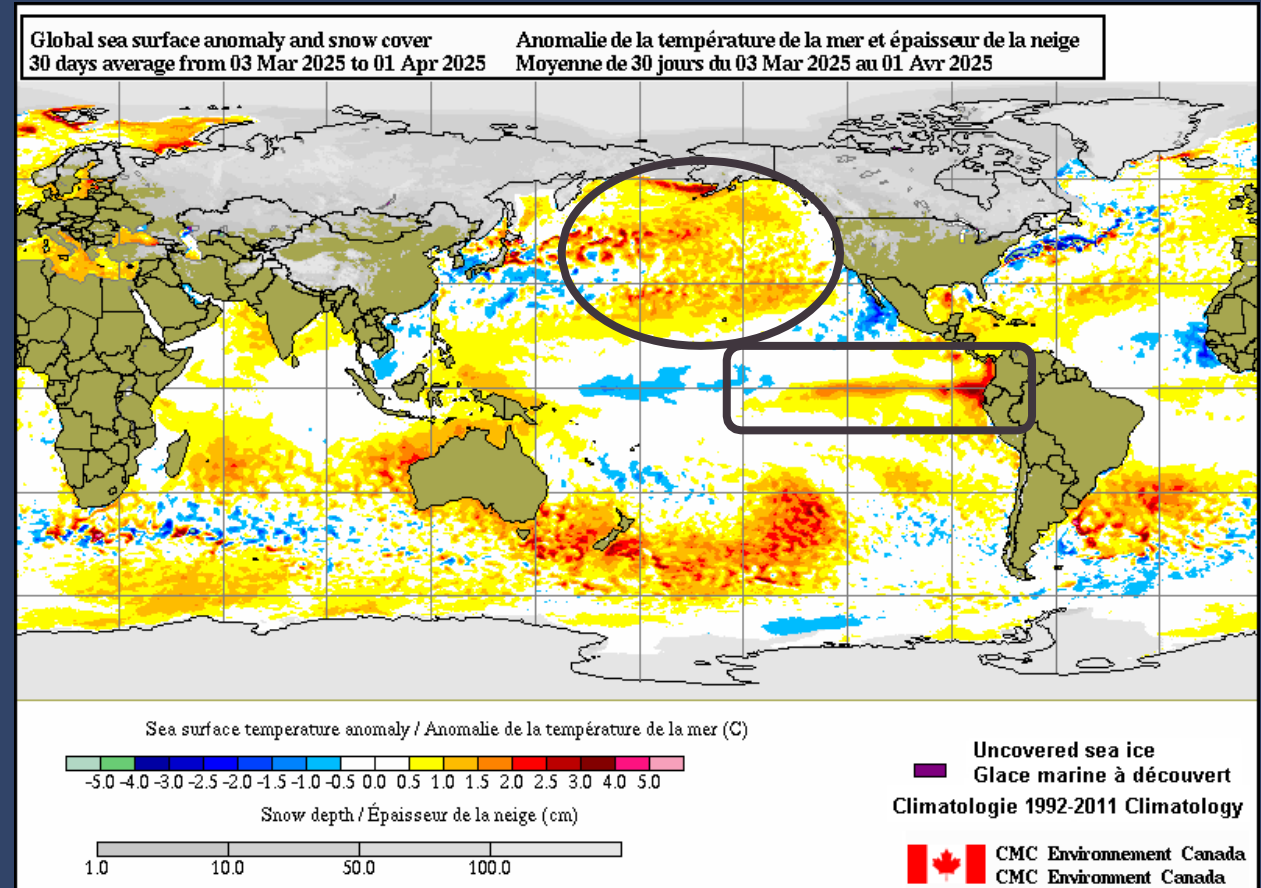 Global sea surface anomaly and snow cover
30 days average from 03 Mar 2025 to 01 Apr 2025
Anomalie de la température de la mer et épaisseur de la neige
Moyenne de 30 jours du 03 Mar 2025 au 01 Avr 2025
Sea surface temperature anomaly / Anomalie de la température de la mer (C)
-5.0 -4.0 -3.0 -2.5 -2.0 -1.5 -1.0 -0.5 0.0 0.5 1.0 1.5 2.0 2.5 3.0 4.0 5.0
Snow depth / Épaisseur de la neige (cm)
1.0 10.0 50.0 100.0
Uncovered sea ice
Glace marine à découvert
Climatologie 1992-2011 Climatology
CMC Environnement Canada
CMC Environment Canada